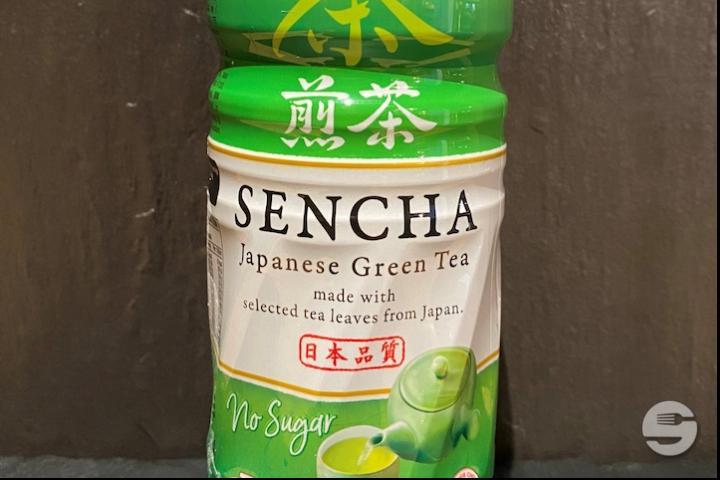 茶
煎茶
SENCHA
Japanese Green Tea
made with
selected tea leaves from Japan.
日本品質
No Sugar